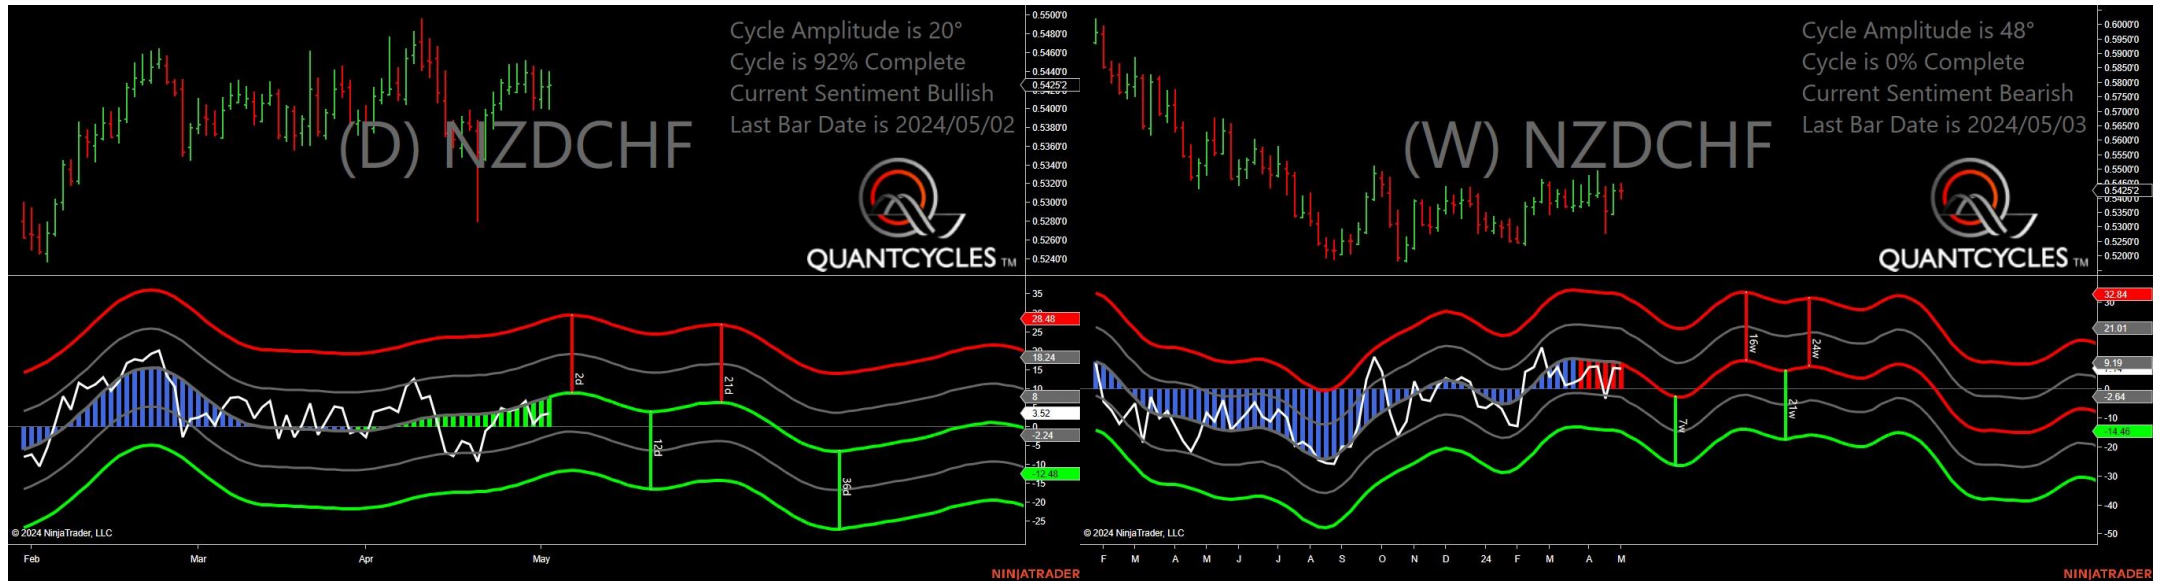 Cycle Amplitude is 20°
Cycle is 92% Complete
Current Sentiment Bullish
Last Bar Date is 2024/05/02
(D) NZDCHF
QUANTCYCLES TM
0.5500'0
0.5480'0
0.5460'0
0.5440'0
0.5425'2
0.5400'0
0.5380'0
0.5360'0
0.5340'0
0.5320'0
0.5300'0
0.5280'0
0.5260'0
0.5240'0
35
28.48
25
18.24
15
10
8
3.52
0
-2.24
-10
-12.48
-15
-20
-25
2d
12d
21d
36d
© 2024 NinjaTrader, LLC
Feb Mar Apr May
NINJATRADER
Cycle Amplitude is 48°
Cycle is 0% Complete
Current Sentiment Bearish
Last Bar Date is 2024/05/03
(W) NZDCHF
QUANTCYCLES TM
0.6000'0
0.5950'0
0.5900'0
0.5850'0
0.5800'0
0.5750'0
0.5700'0
0.5650'0
0.5600'0
0.5550'0
0.5500'0
0.5425'2
0.5400'0
0.5350'0
0.5300'0
0.5250'0
0.5200'0
32.84
30
21.01
9.19
0
-2.64
-10
-14.46
-20
-30
-40
-50
7w
16w
21w
24w
© 2024 NinjaTrader, LLC
F M A M J J A S O N D 24 F M A M
NINJATRADER